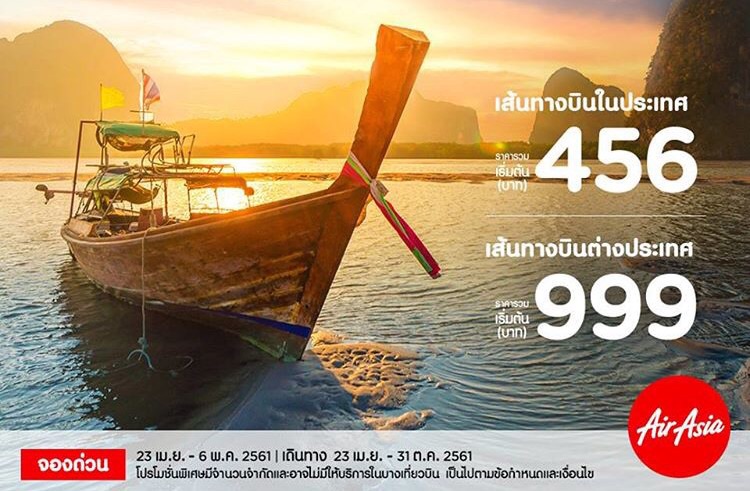 เส้นทางบินในประเทศ
ราคารวม
เริ่มต้น
(บาท)
456
เส้นทางบินต่างประเทศ
ราคารวม
เริ่มต้น
(บาท)
999
AirAsia
จองด่วน
23 เม.ย. - 6 พ.ค. 2561 | เดินทาง 23 เม.ย. - 31 ต.ค. 2561
โปรโมชั่นพิเศษมีจำนวนจำกัดและอาจไม่มีให้บริการในบางเที่ยวบิน เป็นไปตามข้อกำหนดและเงื่อนไข